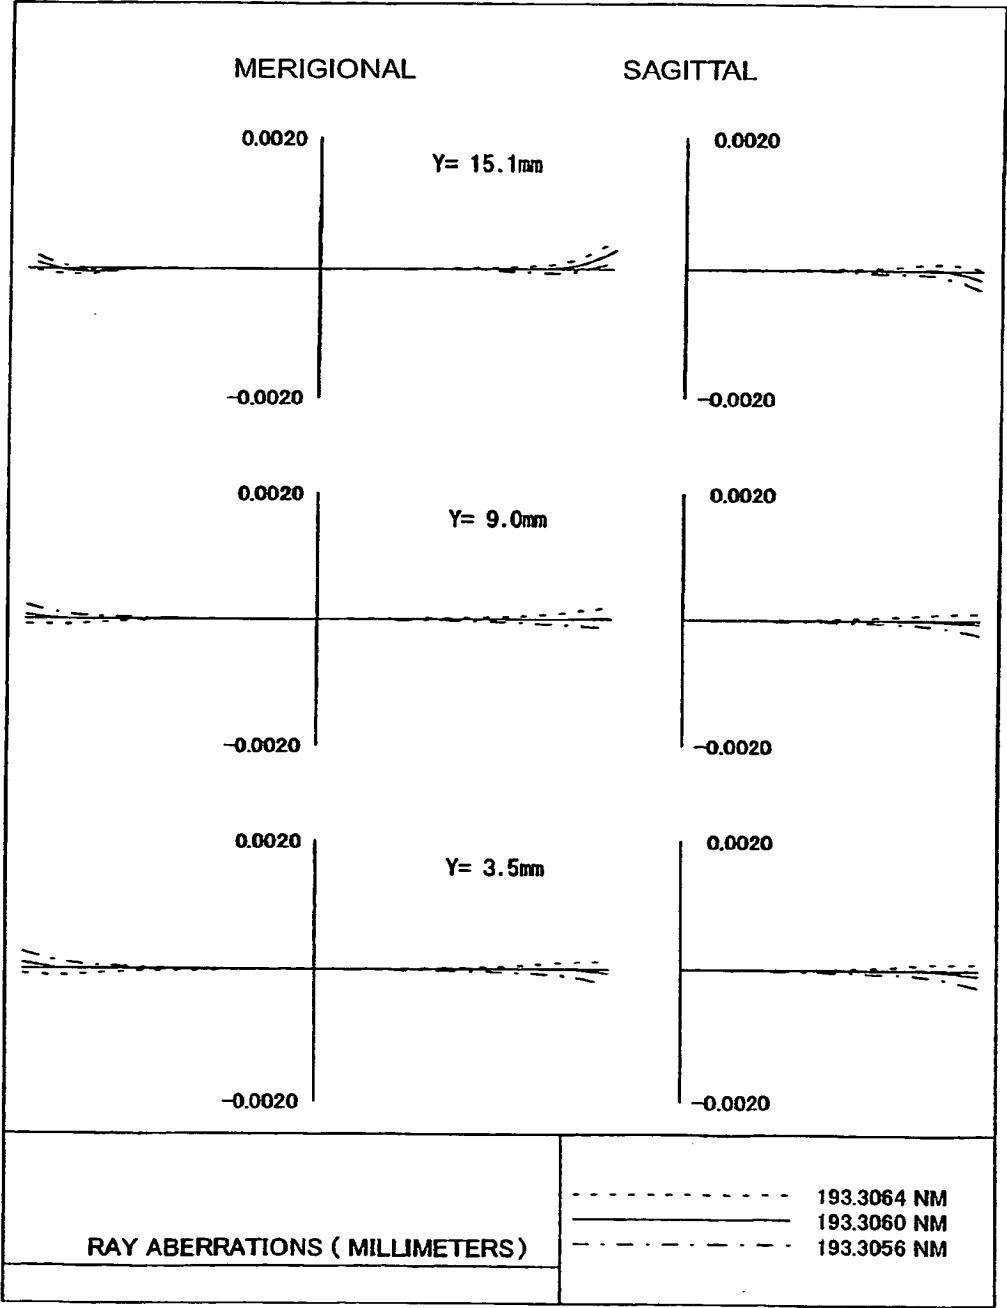 MERIGIONAL SAGITTAL
0.0020 0.0020
Y= 15.1mm
-0.0020 -0.0020
0.0020 0.0020
Y= 9.0mm
-0.0020 -0.0020
0.0020 0.0020
Y= 3.5mm
-0.0020 -0.0020
193.3064 NM
193.3060 NM
RAY ABERRATIONS ( MILLIMETERS ) 193.3056 NM